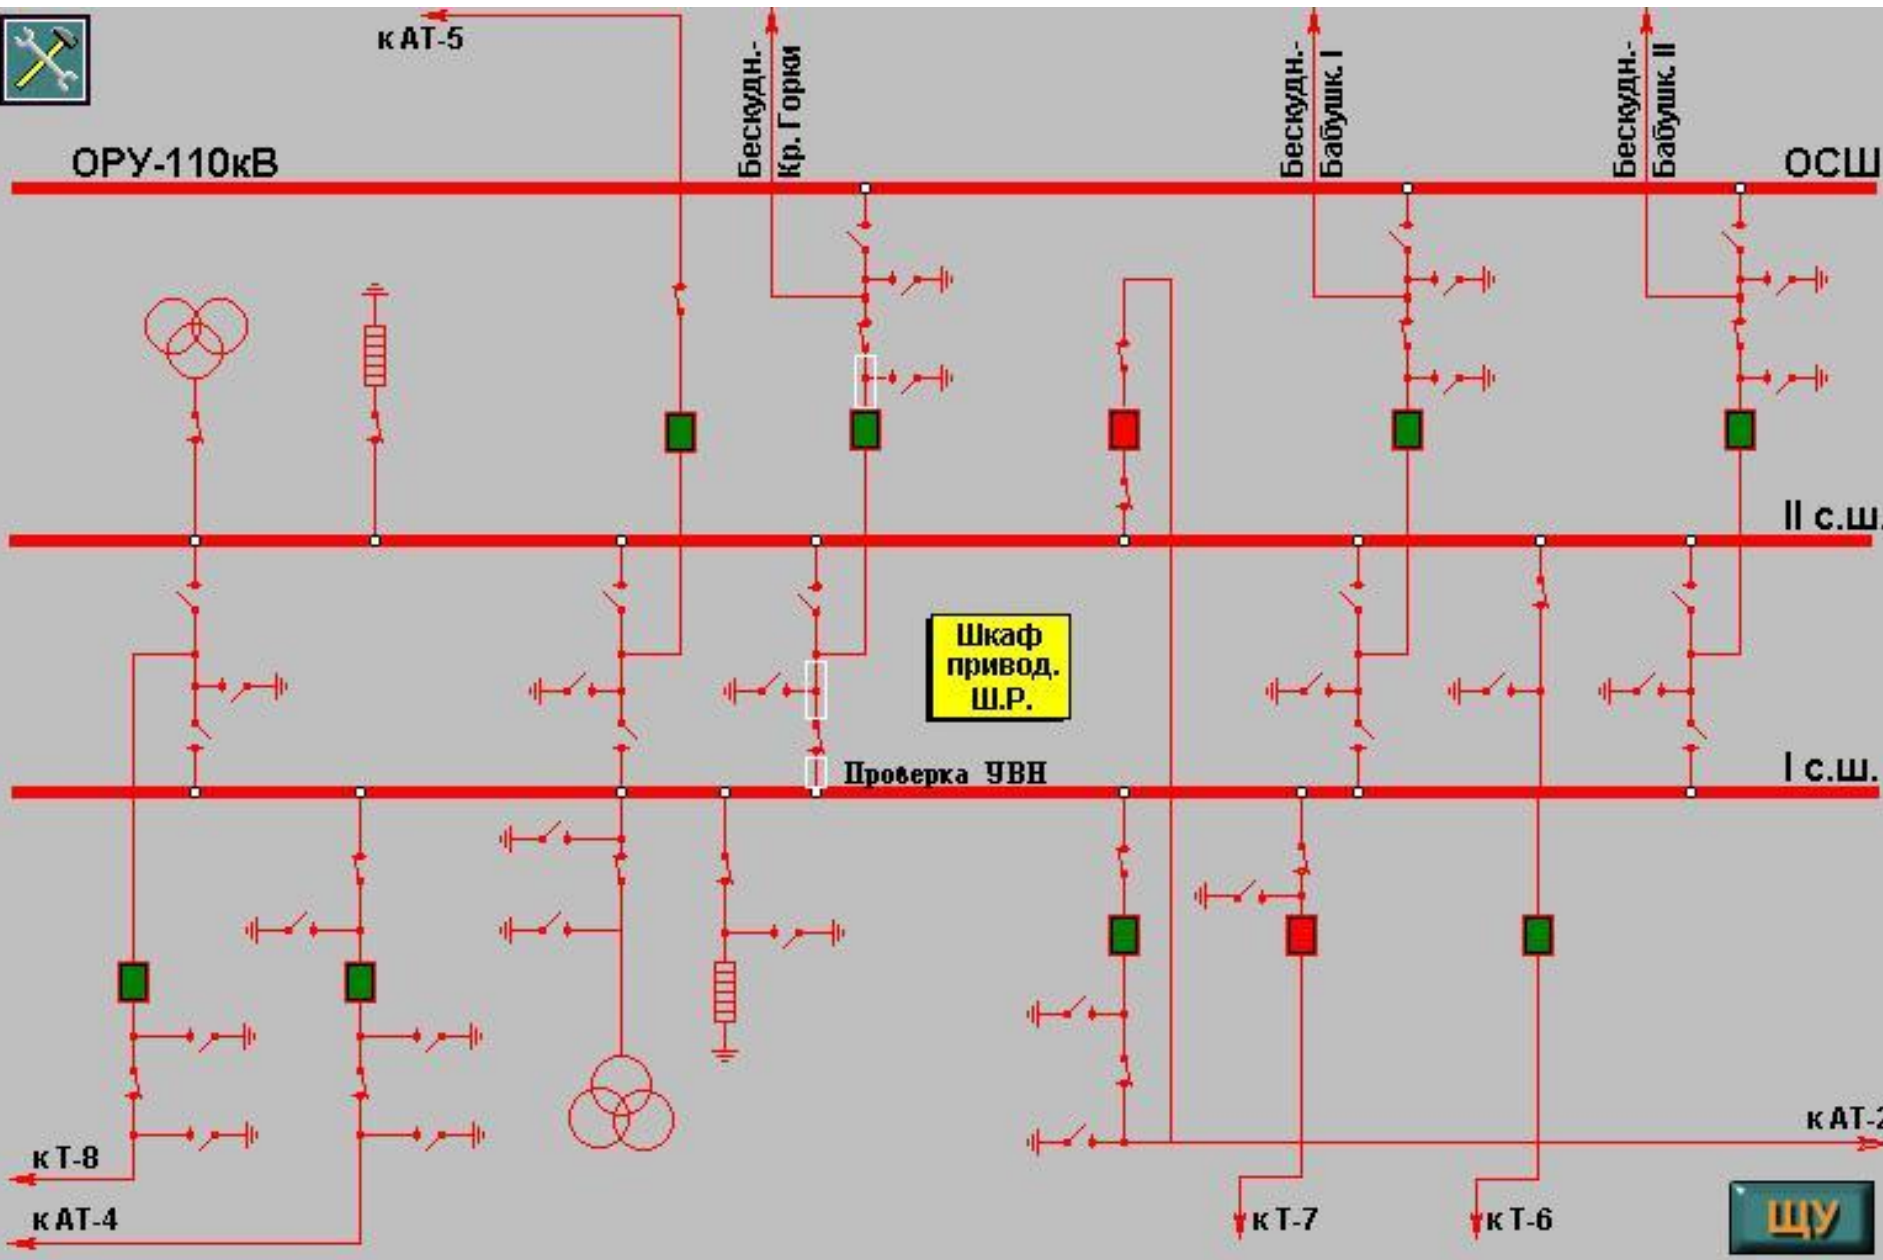 к АТ-5
Бескудн.-
Кр. Горки
Бескудн.-
Бабушк. I
Бескудн.-
Бабушк. II
ОРУ-110кВ
ОСШ
II с.ш.
Шкаф
привод.
Ш.Р.
I с.ш.
Проверка УВН
к АТ-2
к Т-8
к АТ-4
к Т-7
к Т-6
ЩУ